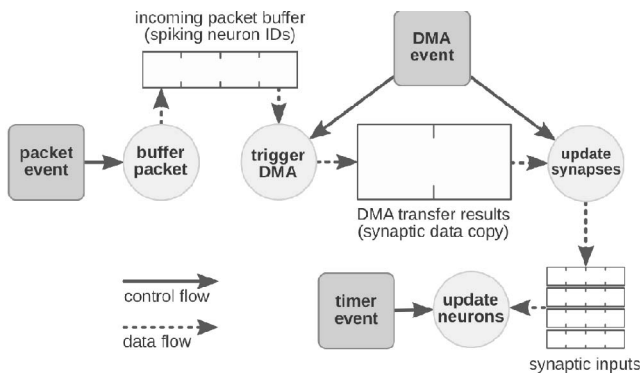 incoming packet buffer
(spiking neuron IDs)
DMA
event
packet
event
buffer
packet
trigger
DMA
update
synapses
DMA transfer results
(synaptic data copy)
control flow
data flow
timer
event
update
neurons
synaptic inputs